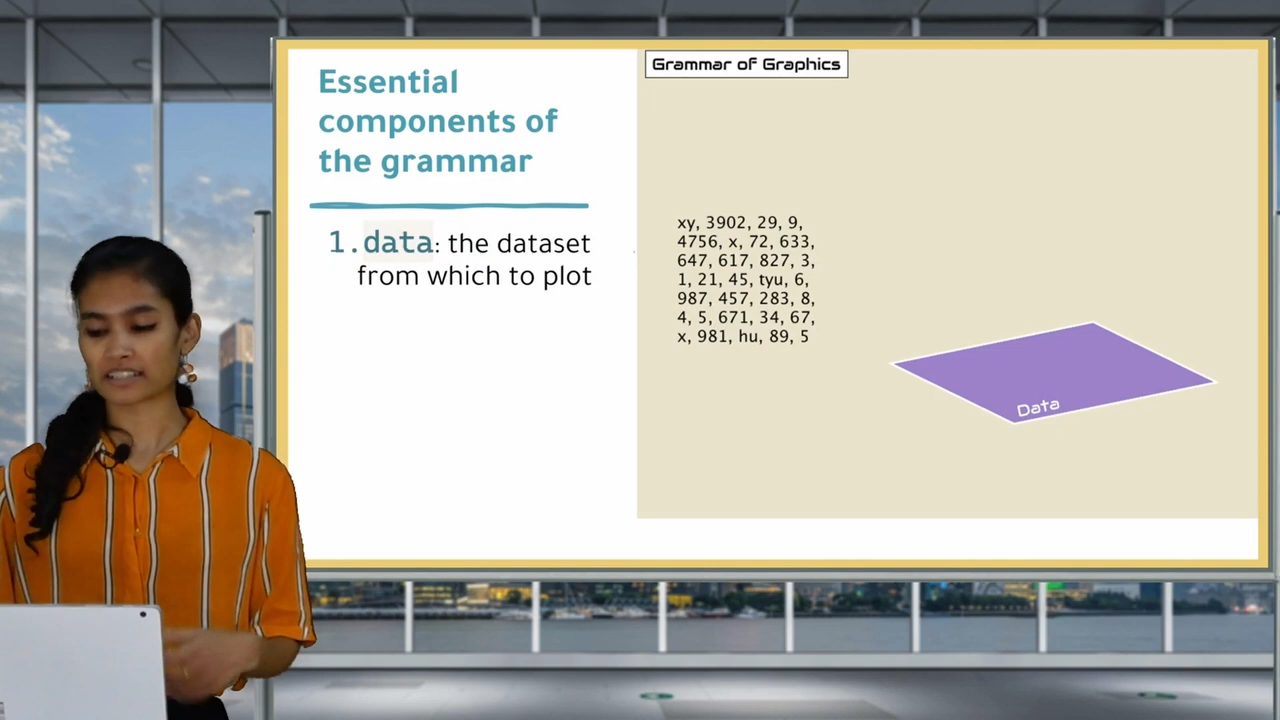 Essential
components of
the grammar
1. data: the dataset
from which to plot
Grammar of Graphics
xy, 3902, 29, 9,
4756, x, 72, 633,
647, 617, 827, 3,
1, 21, 45, tyu, 6,
987, 457, 283, 8,
4, 5, 671, 34, 67,
x, 981, hu, 89, 5
Data